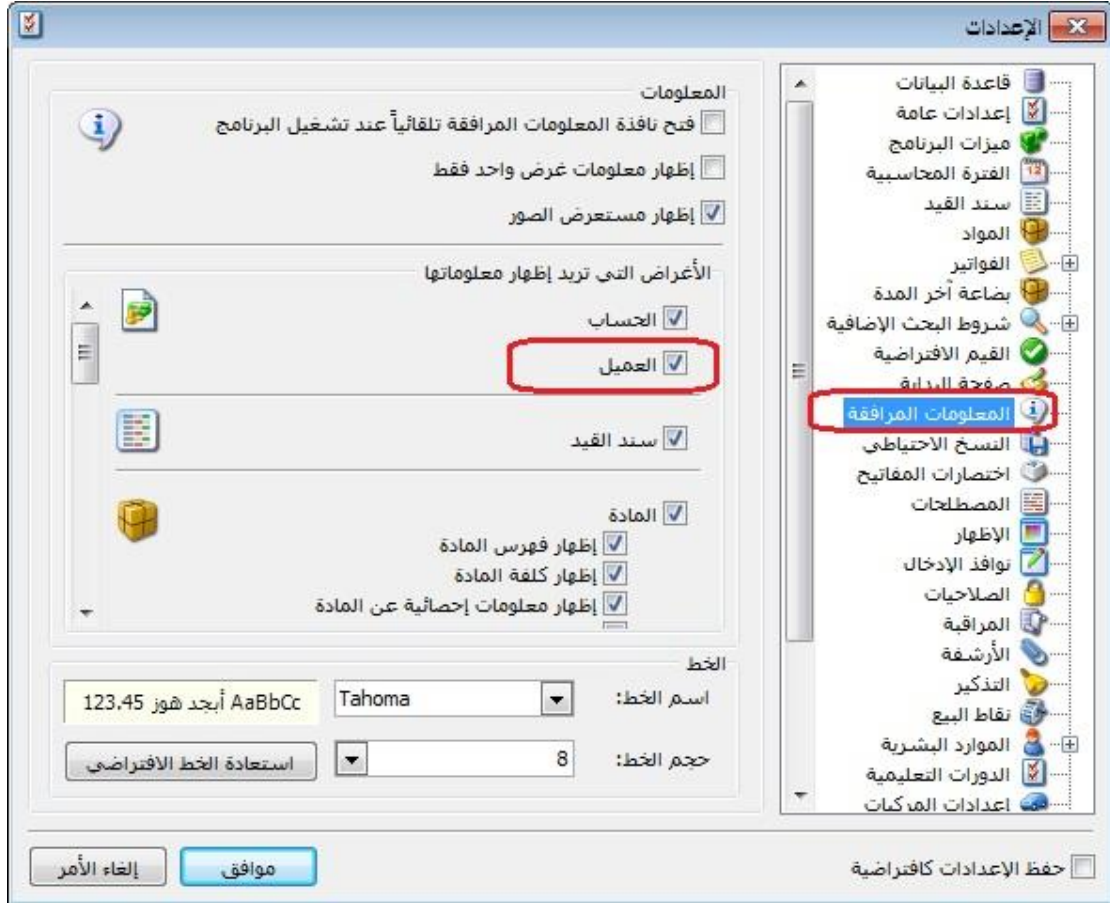 الإعدادات
قاعدة البيانات
إعدادات عامة
ميزات البرنامج
الفترة المحاسبية
سند القيد
المواد
الفواتير
بضاعة آخر المدة
شروط البحث الإضافية
القيم الافتراضية
صفحة البداية
المعلومات المرافقة
النسخ الاحتياطي
اختصارات المفاتيح
المصطلحات
الإظهار
نوافذ الإدخال
الصلاحيات
المراقبة
الأرشفة
التذكير
نقاط البيع
الموارد البشرية
الدورات التعليمية
إعدادات المركبات
المعلومات
فتح نافذة المعلومات المرافقة تلقائياً عند تشغيل البرنامج
إظهار معلومات غرض واحد فقط
إظهار مستعرض الصور
الأغراض التي تريد إظهار معلوماتها
الحساب
العميل
سند القيد
المادة
إظهار فهرس المادة
إظهار كلفة المادة
إظهار معلومات إحصائية عن المادة
الخط
اسم الخط: Tahoma AaBbCc أبجد هوز 123.45
حجم الخط: 8 استعادة الخط الافتراضي
حفظ الإعدادات كافتراضية موافق إلغاء الأمر